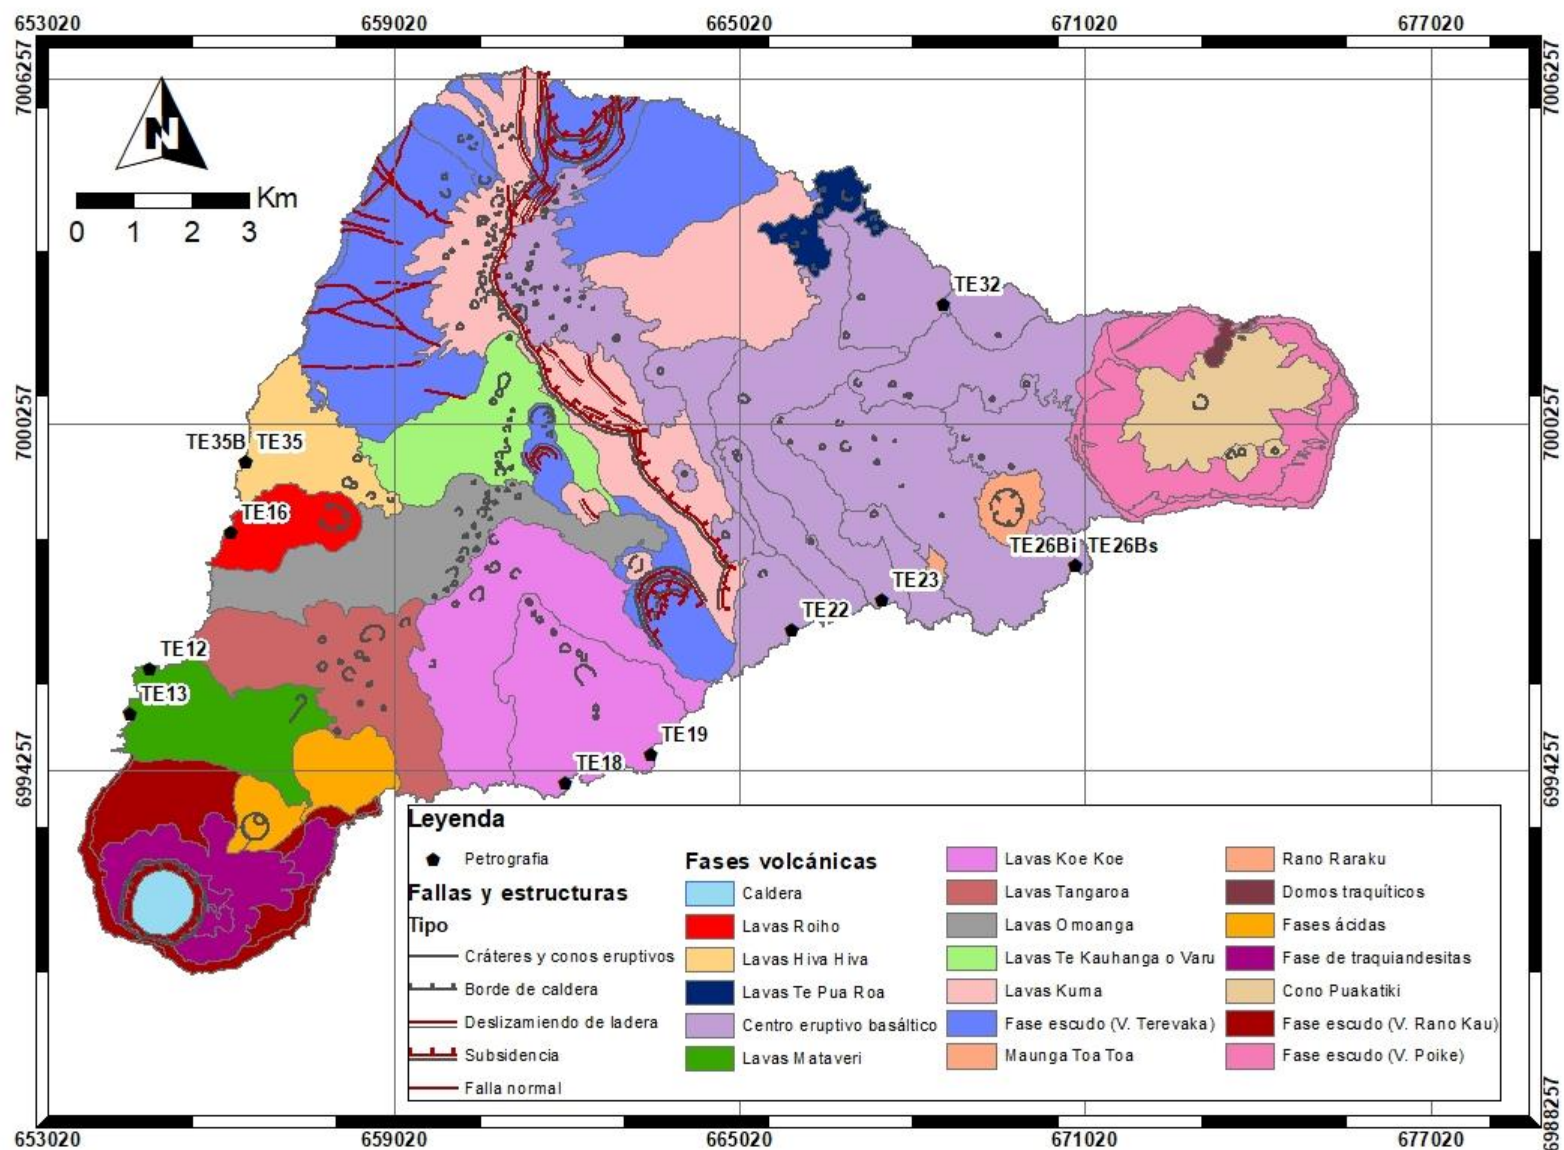 653020 659020 665020 671020 677020
7006257 7006257
N
Km
0 1 2 3
TE32
7000257 7000257
TE35B TE35
TE16
TE26Bi TE26Bs
TE23
TE22
TE12
TE13
TE19
TE18
6994257 6994257
Leyenda
Petrografia
Fallas y estructuras
Tipo
Cráteres y conos eruptivos
Borde de caldera
Deslizamiendo de ladera
Subsidencia
Falla normal
Fases volcánicas
Caldera
Lavas Roiho
Lavas Hiva Hiva
Lavas Te Pua Roa
Centro eruptivo basáltico
Lavas Mataveri
Lavas Koe Koe
Lavas Tangaroa
Lavas Omoanga
Lavas Te Kauhanga o Varu
Lavas Kuma
Fase escudo (V. Terevaka)
Maunga Toa Toa
Rano Raraku
Domos traquíticos
Fases ácidas
Fase de traquiandesitas
Cono Puakatiki
Fase escudo (V. Rano Kau)
Fase escudo (V. Poike)
6988257
653020 659020 665020 671020 677020